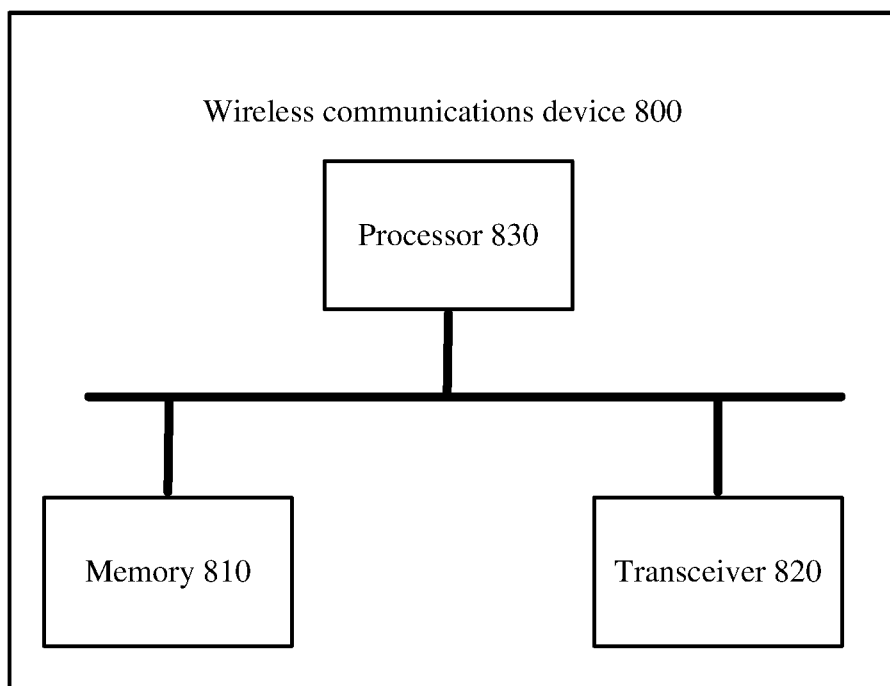 Wireless communications device 800
Processor 830
Memory 810
Transceiver 820